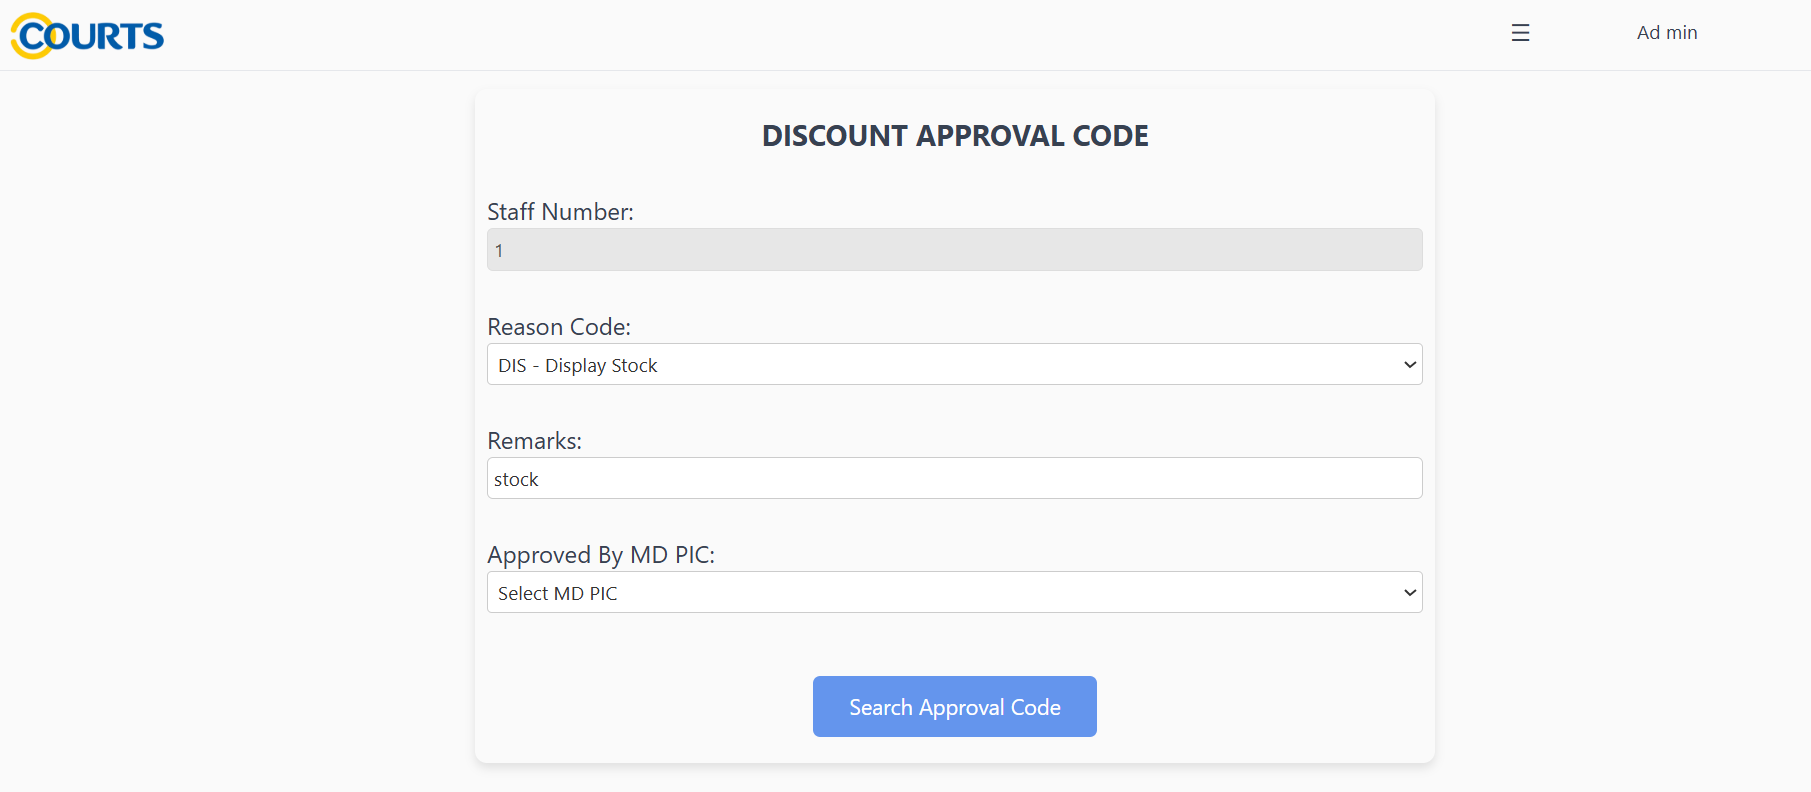 COURTS
Ad min
DISCOUNT APPROVAL CODE
Staff Number:
1
Reason Code:
DIS - Display Stock
Remarks:
stock
Approved By MD PIC:
Select MD PIC
Search Approval Code